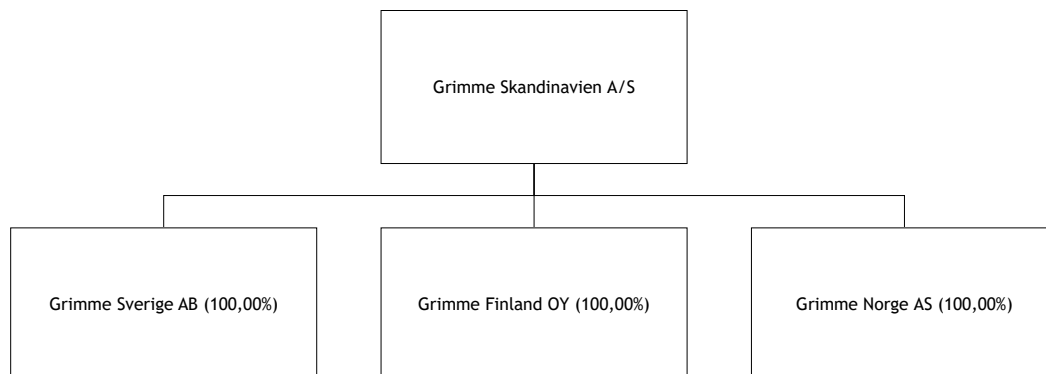 Grimme Skandinavien A/S
Grimme Sverige AB (100,00%)
Grimme Finland OY (100,00%)
Grimme Norge AS (100,00%)